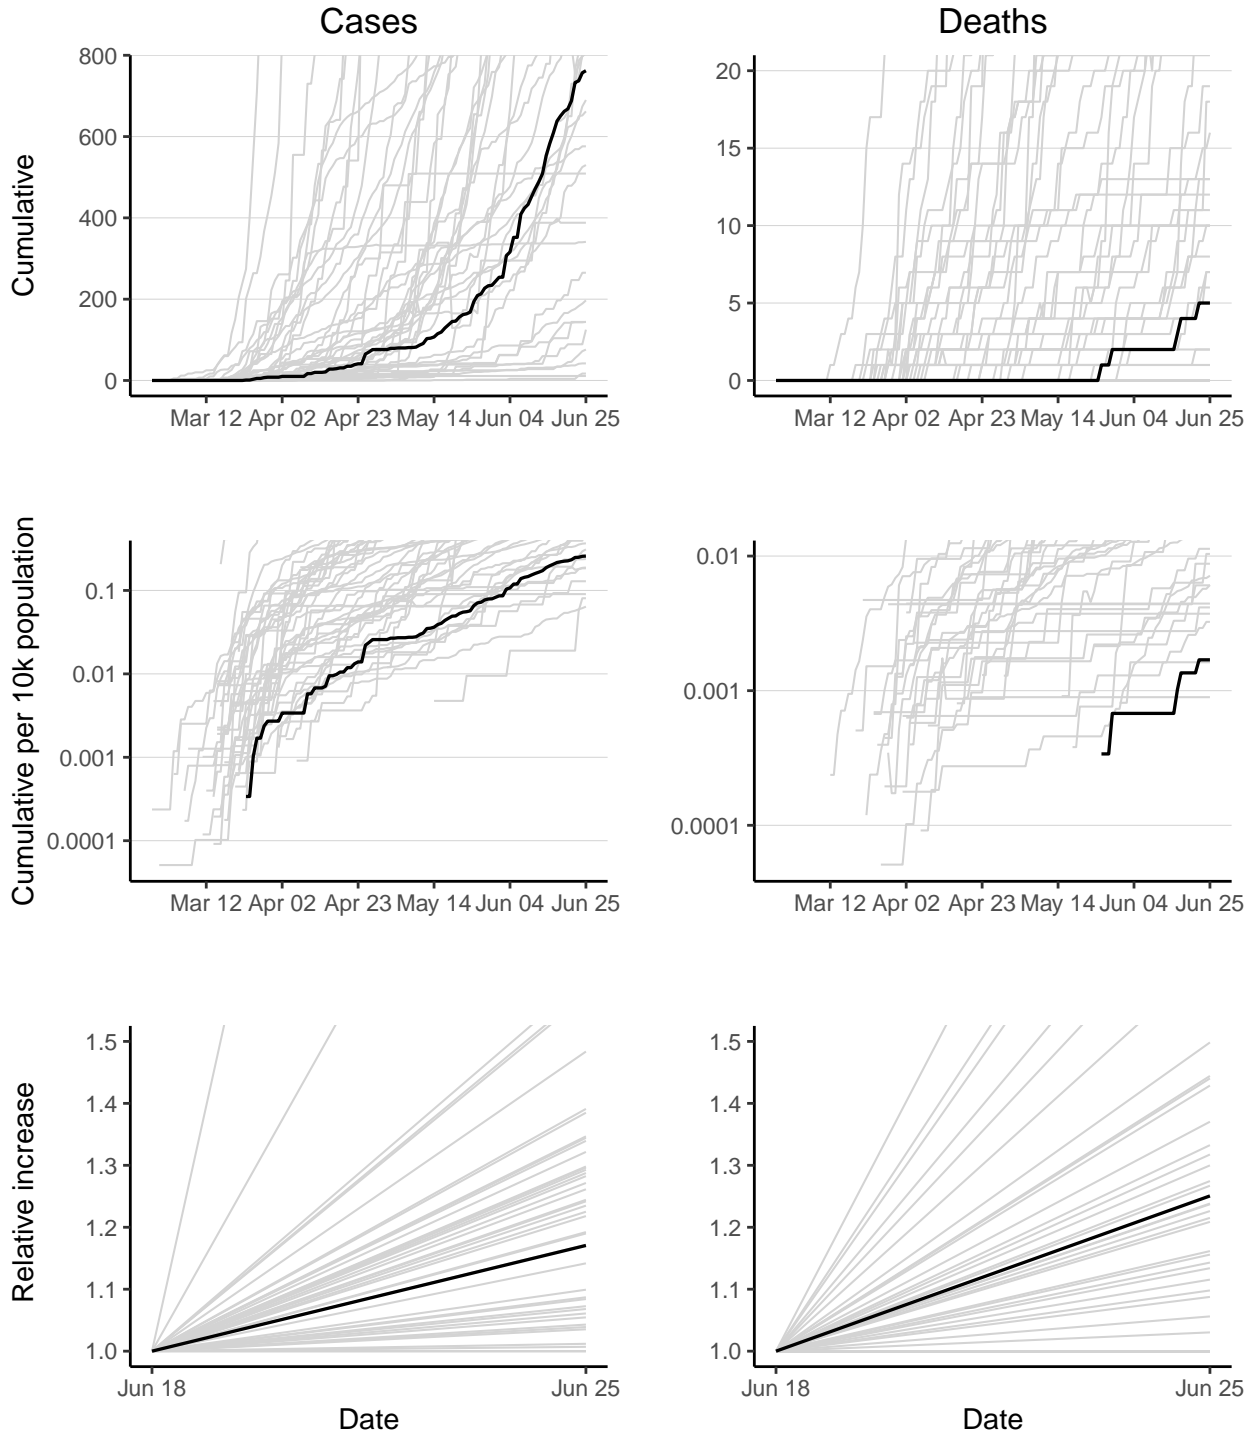 Cases
Deaths
Cumulative
800
600
400
200
0
Mar 12 Apr 02 Apr 23 May 14 Jun 04 Jun 25
20
15
10
5
0
Mar 12 Apr 02 Apr 23 May 14 Jun 04 Jun 25
Cumulative per 10k population
0.1
0.01
0.001
0.0001
Mar 12 Apr 02 Apr 23 May 14 Jun 04 Jun 25
0.01
0.001
0.0001
Mar 12 Apr 02 Apr 23 May 14 Jun 04 Jun 25
Relative increase
1.5
1.4
1.3
1.2
1.1
1.0
Jun 18 Jun 25
Date
1.5
1.4
1.3
1.2
1.1
1.0
Jun 18 Jun 25
Date